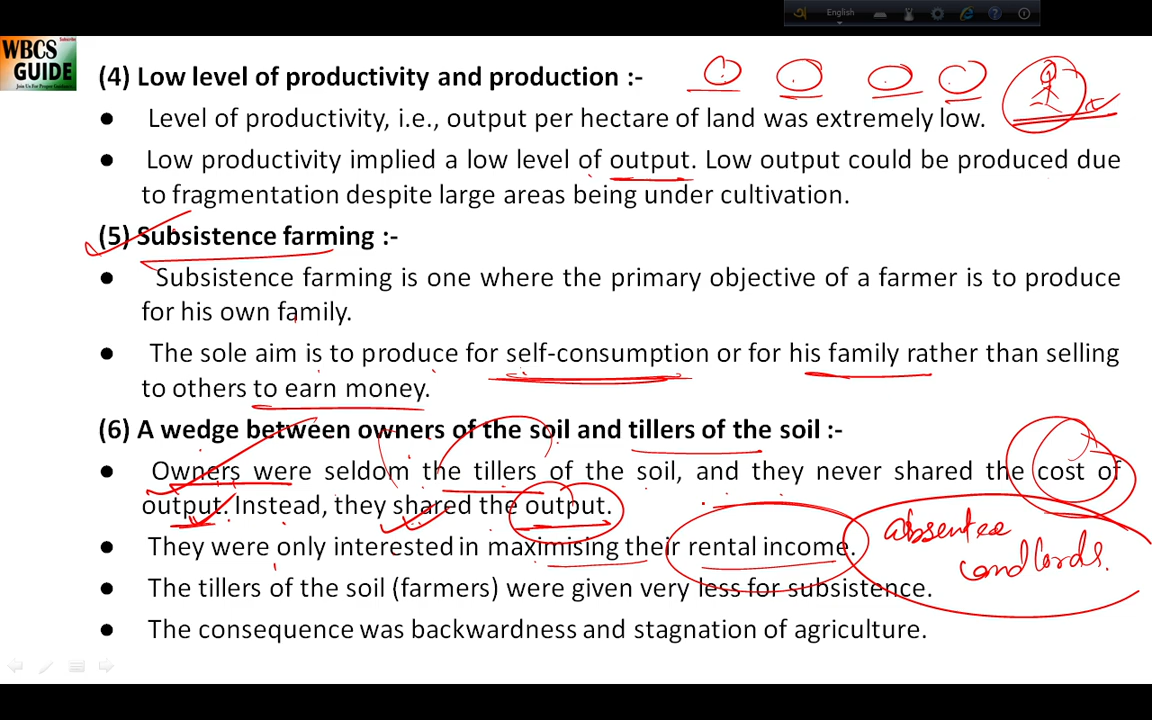 English
Subscribe
WBCS
GUIDE
Join Us For Proper Guidance
(4) Low level of productivity and production :-
● Level of productivity, i.e., output per hectare of land was extremely low.
● Low productivity implied a low level of output. Low output could be produced due
to fragmentation despite large areas being under cultivation.
(5) Subsistence farming :-
● Subsistence farming is one where the primary objective of a farmer is to produce
for his own family.
● The sole aim is to produce for self-consumption or for his family rather than selling
to others to earn money.
(6) A wedge between owners of the soil and tillers of the soil :-
● Owners were seldom the tillers of the soil, and they never shared the cost of
output. Instead, they shared the output.
● They were only interested in maximising their rental income.
absentee
landlords.
● The tillers of the soil (farmers) were given very less for subsistence.
● The consequence was backwardness and stagnation of agriculture.